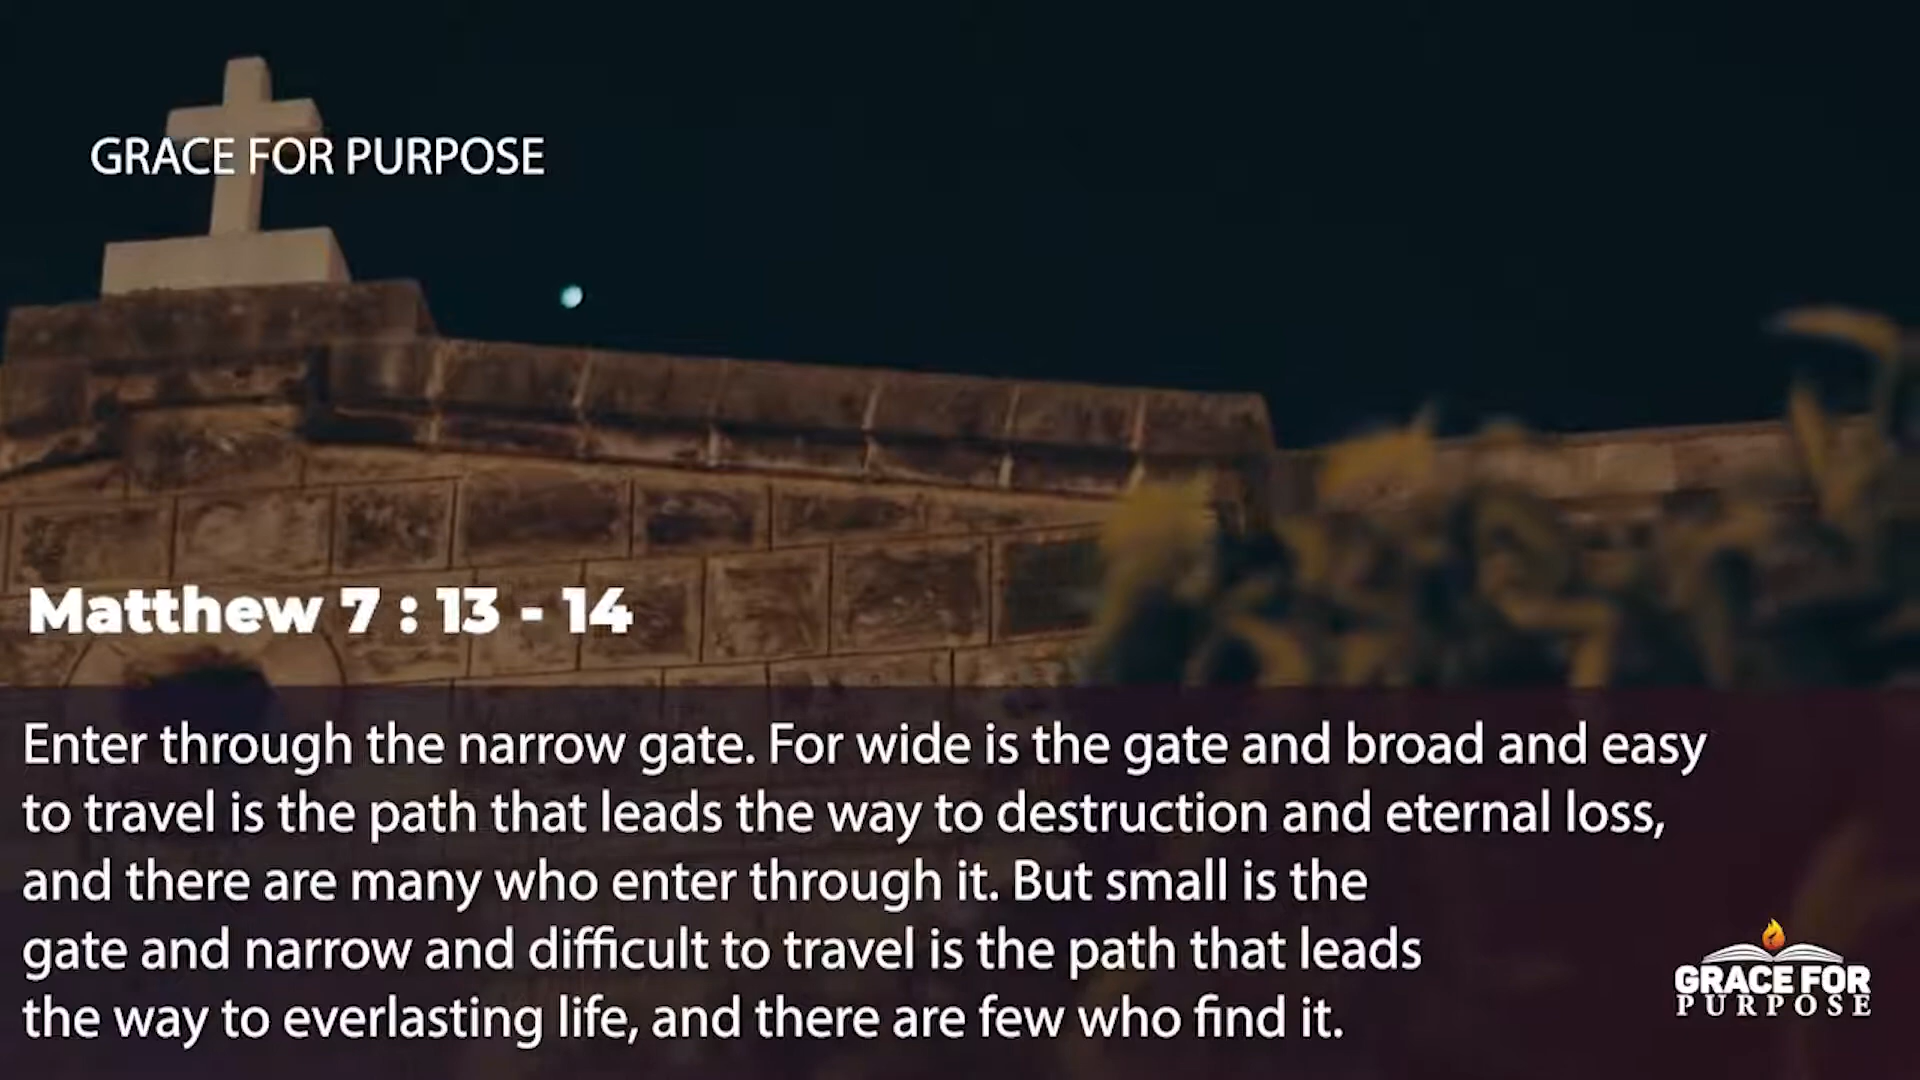 GRACE FOR PURPOSE
Matthew 7 : 13 - 14
Enter through the narrow gate. For wide is the gate and broad and easy
to travel is the path that leads the way to destruction and eternal loss,
and there are many who enter through it. But small is the
gate and narrow and difficult to travel is the path that leads
the way to everlasting life, and there are few who find it.
GRACE FOR
PURPOSE